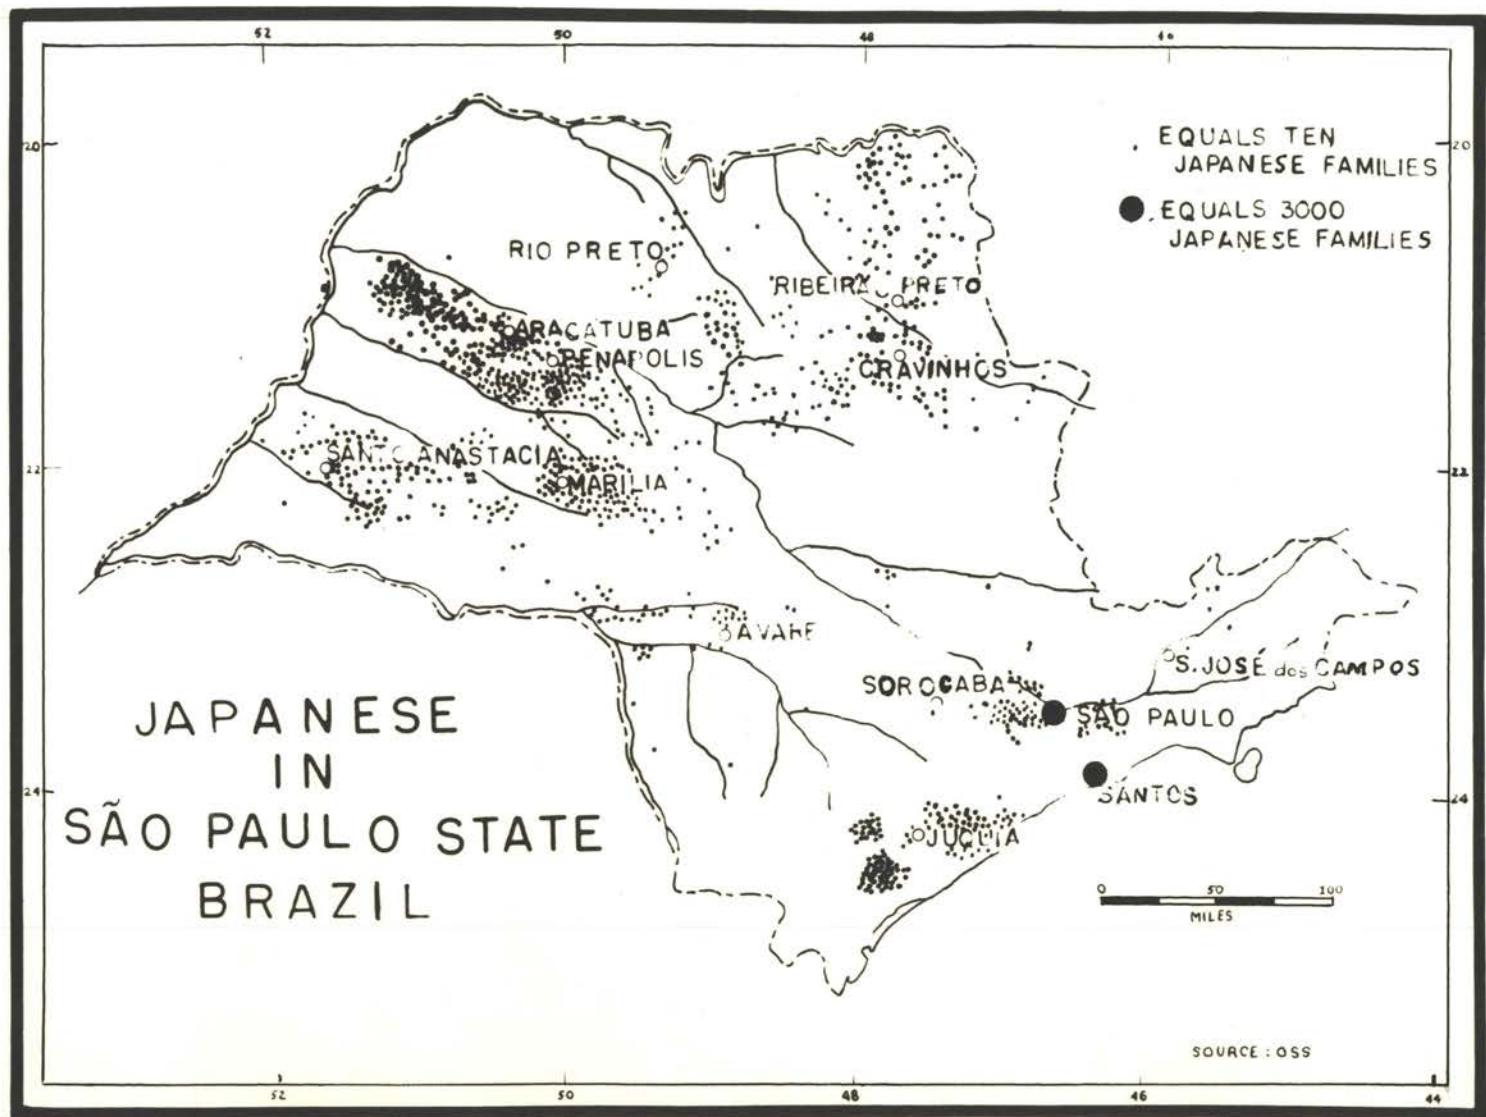 52 50 48 46
20 20
EQUALS TEN
JAPANESE FAMILIES
EQUALS 3000
JAPANESE FAMILIES
RIO PRETO
RIBEIRÃO PRETO
ARAÇATUBA
PENAPOLIS
CRAVINHOS
SANTO ANASTACIA
MARILIA
22 22
AVARE
S. JOSÉ dos CAMPOS
SOROCABA
SÃO PAULO
SANTOS
24 24
JAPANESE
IN
SÃO PAULO STATE
BRAZIL
JUQUIA
0 50 100
MILES
SOURCE : OSS
52 50 48 46 44